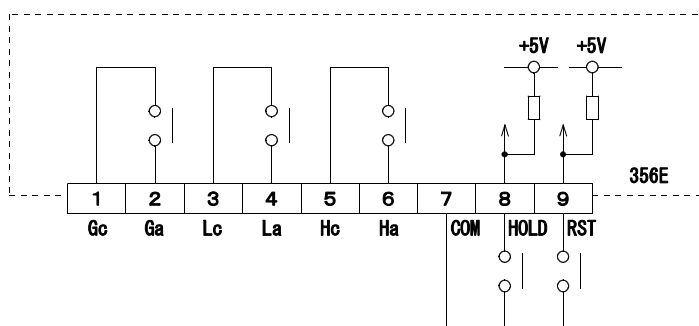 +5V +5V
356E
1 2 3 4 5 6 7 8 9
Gc Ga Lc La Hc Ha COM HOLD RST